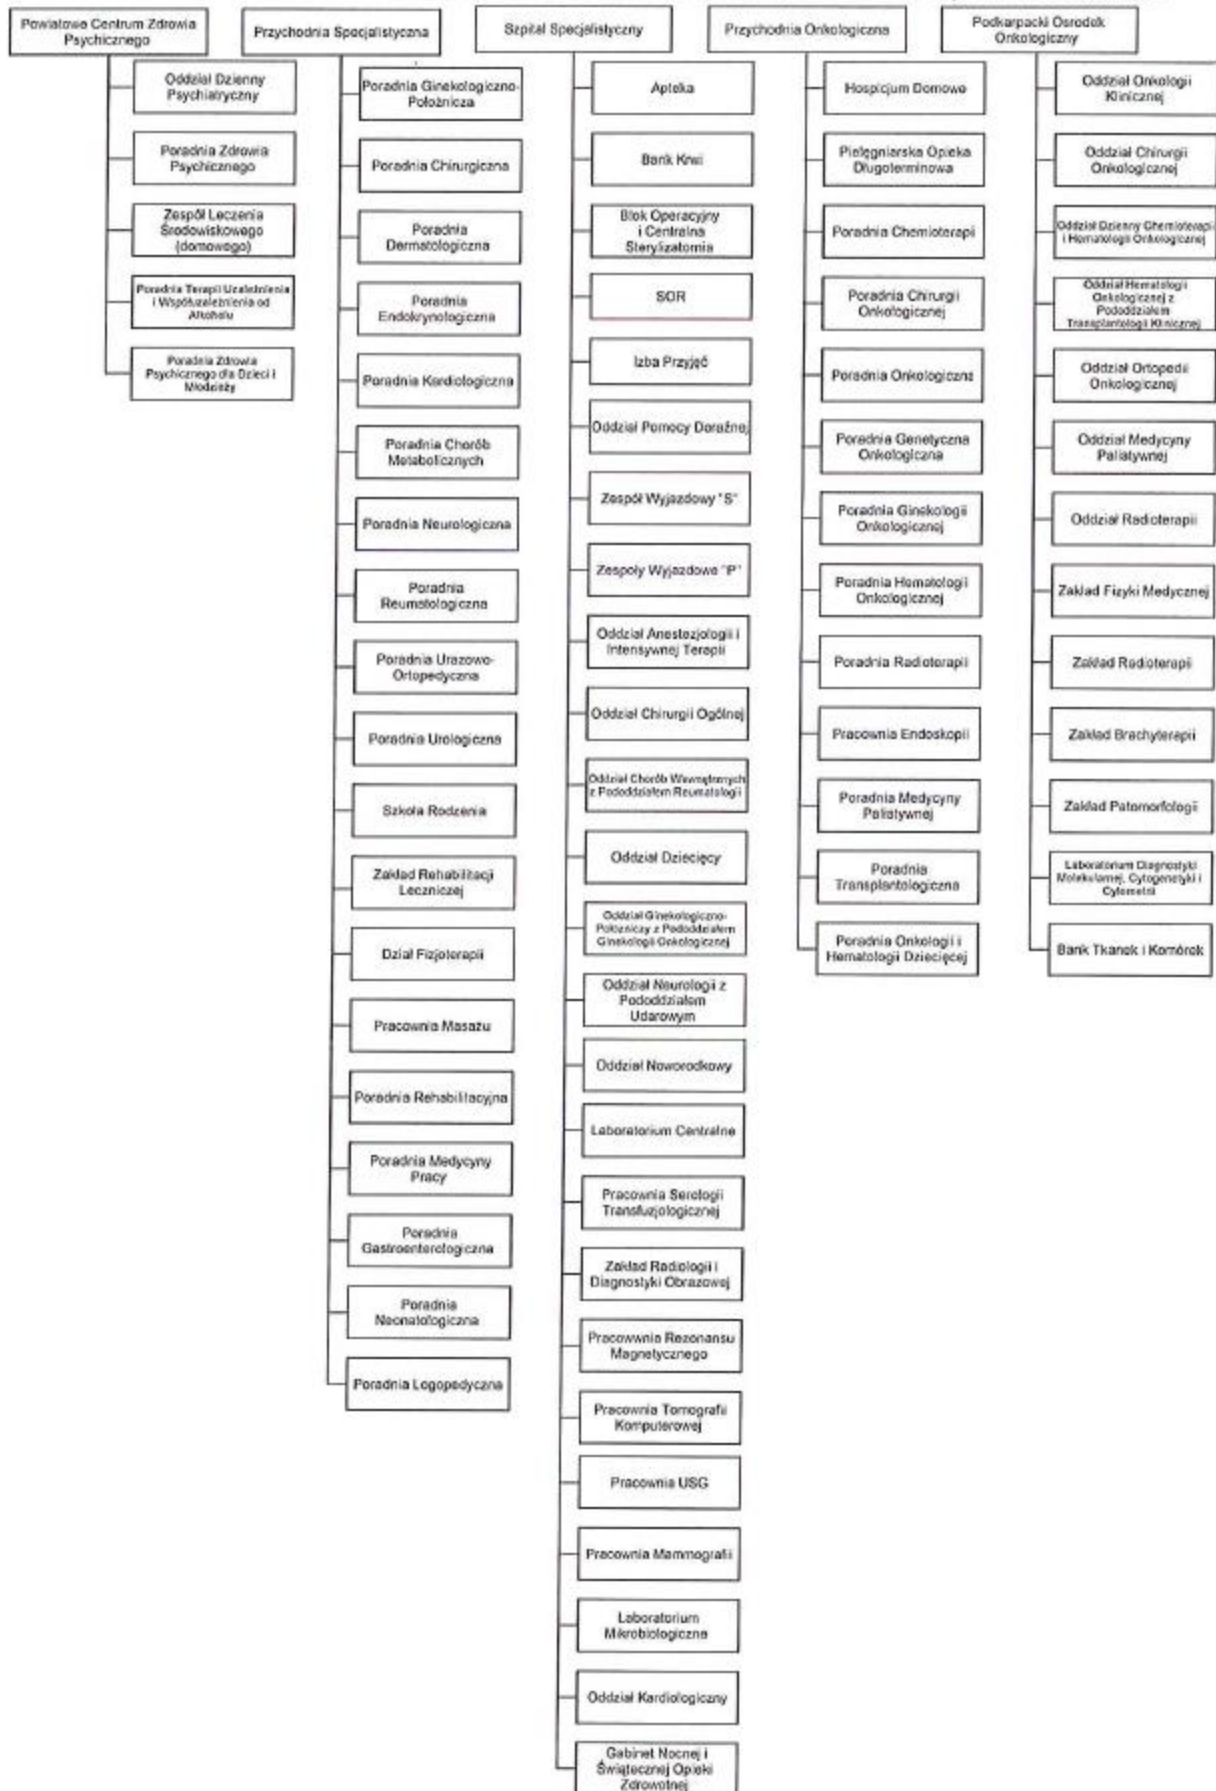 Powiatowe Centrum Zdrowia
Psychicznego
Oddział Dzienny
Psychiatryczny
Poradnia Zdrowia
Psychicznego
Zespół Leczenia
Środowiskowego
(domowego)
Poradnia Terapii Uzależnienia
i Współuzależnienia od
Alkoholu
Poradnia Zdrowia
Psychicznego dla Dzieci i
Młodzieży
Przychodnia Specjalistyczna
Poradnia Ginekologiczno-
Położnicza
Poradnia Chirurgiczna
Poradnia
Dermatologiczna
Poradnia
Endokrynologiczna
Poradnia Kardiologiczna
Poradnia Chorób
Metabolicznych
Poradnia Neurologiczna
Poradnia
Reumatologiczna
Poradnia Urazowo-
Ortopedyczna
Poradnia Urologiczna
Szkoła Rodzenia
Zakład Rehabilitacji
Leczniczej
Dział Fizjoterapii
Pracownia Masażu
Poradnia Rehabilitacyjna
Poradnia Medycyny
Pracy
Poradnia
Gastroenterologiczna
Poradnia
Neonatologiczna
Poradnia Logopedyczna
Szpital Specjalistyczny
Apteka
Bank Krwi
Blok Operacyjny
i Centralna
Sterylizatornia
SOR
Izba Przyjęć
Oddział Pomocy Doraźnej
Zespół Wyjazdowy "S"
Zespoły Wyjazdowe "P"
Oddział Anestezjologii i
Intensywnej Terapii
Oddział Chirurgii Ogólnej
Oddział Chorób Wewnętrznych
z Pododdziałem Reumatologii
Oddział Dziecięcy
Oddział Ginekologiczno-
Położniczy z Pododdziałem
Ginekologii Onkologicznej
Oddział Neurologii z
Pododdziałem
Udarowym
Oddział Noworodkowy
Laboratorium Centralne
Pracownia Serologii
Transfuzjologicznej
Zakład Radiologii i
Diagnostyki Obrazowej
Pracowwnia Rezonansu
Magnetycznego
Pracownia Tomografii
Komputerowej
Pracownia USG
Pracownia Mammografii
Laboratorium
Mikrobiologiczne
Oddział Kardiologiczny
Gabinet Nocnej i
Świątecznej Opieki
Zdrowotnej
Przychodnia Onkologiczna
Hospicjum Domowe
Pielęgniarska Opieka
Długoterminowa
Poradnia Chemioterapi
Poradnia Chirurgii
Onkologicznej
Poradnia Onkologiczna
Poradnia Genetyczna
Onkologiczna
Poradnia Ginekologii
Onkologicznej
Poradnia Hematologii
Onkologicznej
Poradnia Radioterapii
Pracownia Endoskopii
Poradnia Medycyny
Paliatywnej
Poradnia
Transplantologiczna
Poradnia Onkologii i
Hematologii Dziecięcej
Podkarpacki Ośrodek
Onkologiczny
Oddział Onkologii
Klinicznej
Oddział Chirurgii
Onkologicznej
Oddział Dzienny Chemioterapi
i Hematologii Onkologicznej
Oddział Hematologii
Onkologicznej z
Pododdziałem
Transplantologii Klinicznej
Oddział Ortopedii
Onkologicznej
Oddział Medycyny
Paliatywnej
Oddział Radioterapii
Zakład Fizyki Medycznej
Zakład Radioterapii
Zakład Brachyterapii
Zakład Patomorfologii
Laboratorium Diagnostyki
Molekularnej, Cytogenetyki i
Cytometrii
Bank Tkanek i Komórek